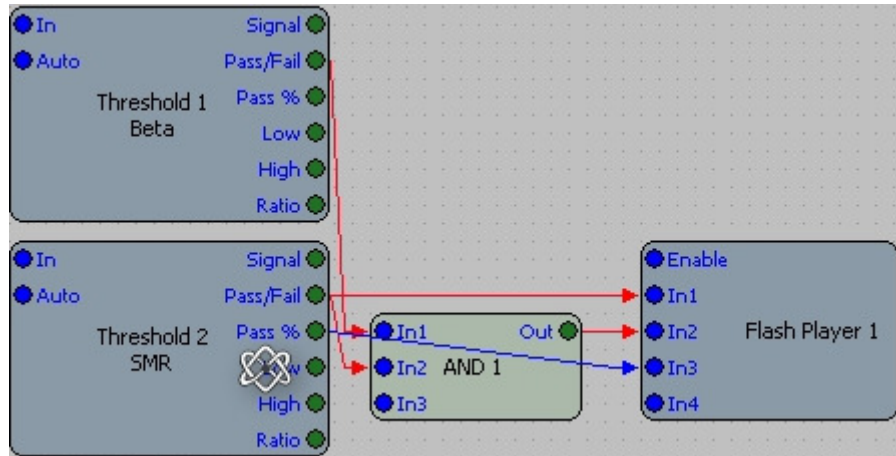 In
Auto
Threshold 1
Beta
Signal
Pass/Fail
Pass %
Low
High
Ratio
In
Auto
Threshold 2
SMR
Signal
Pass/Fail
Pass %
High
Ratio
In1
In2
In3
AND 1
Out
Enable
In1
In2
In3
In4
Flash Player 1